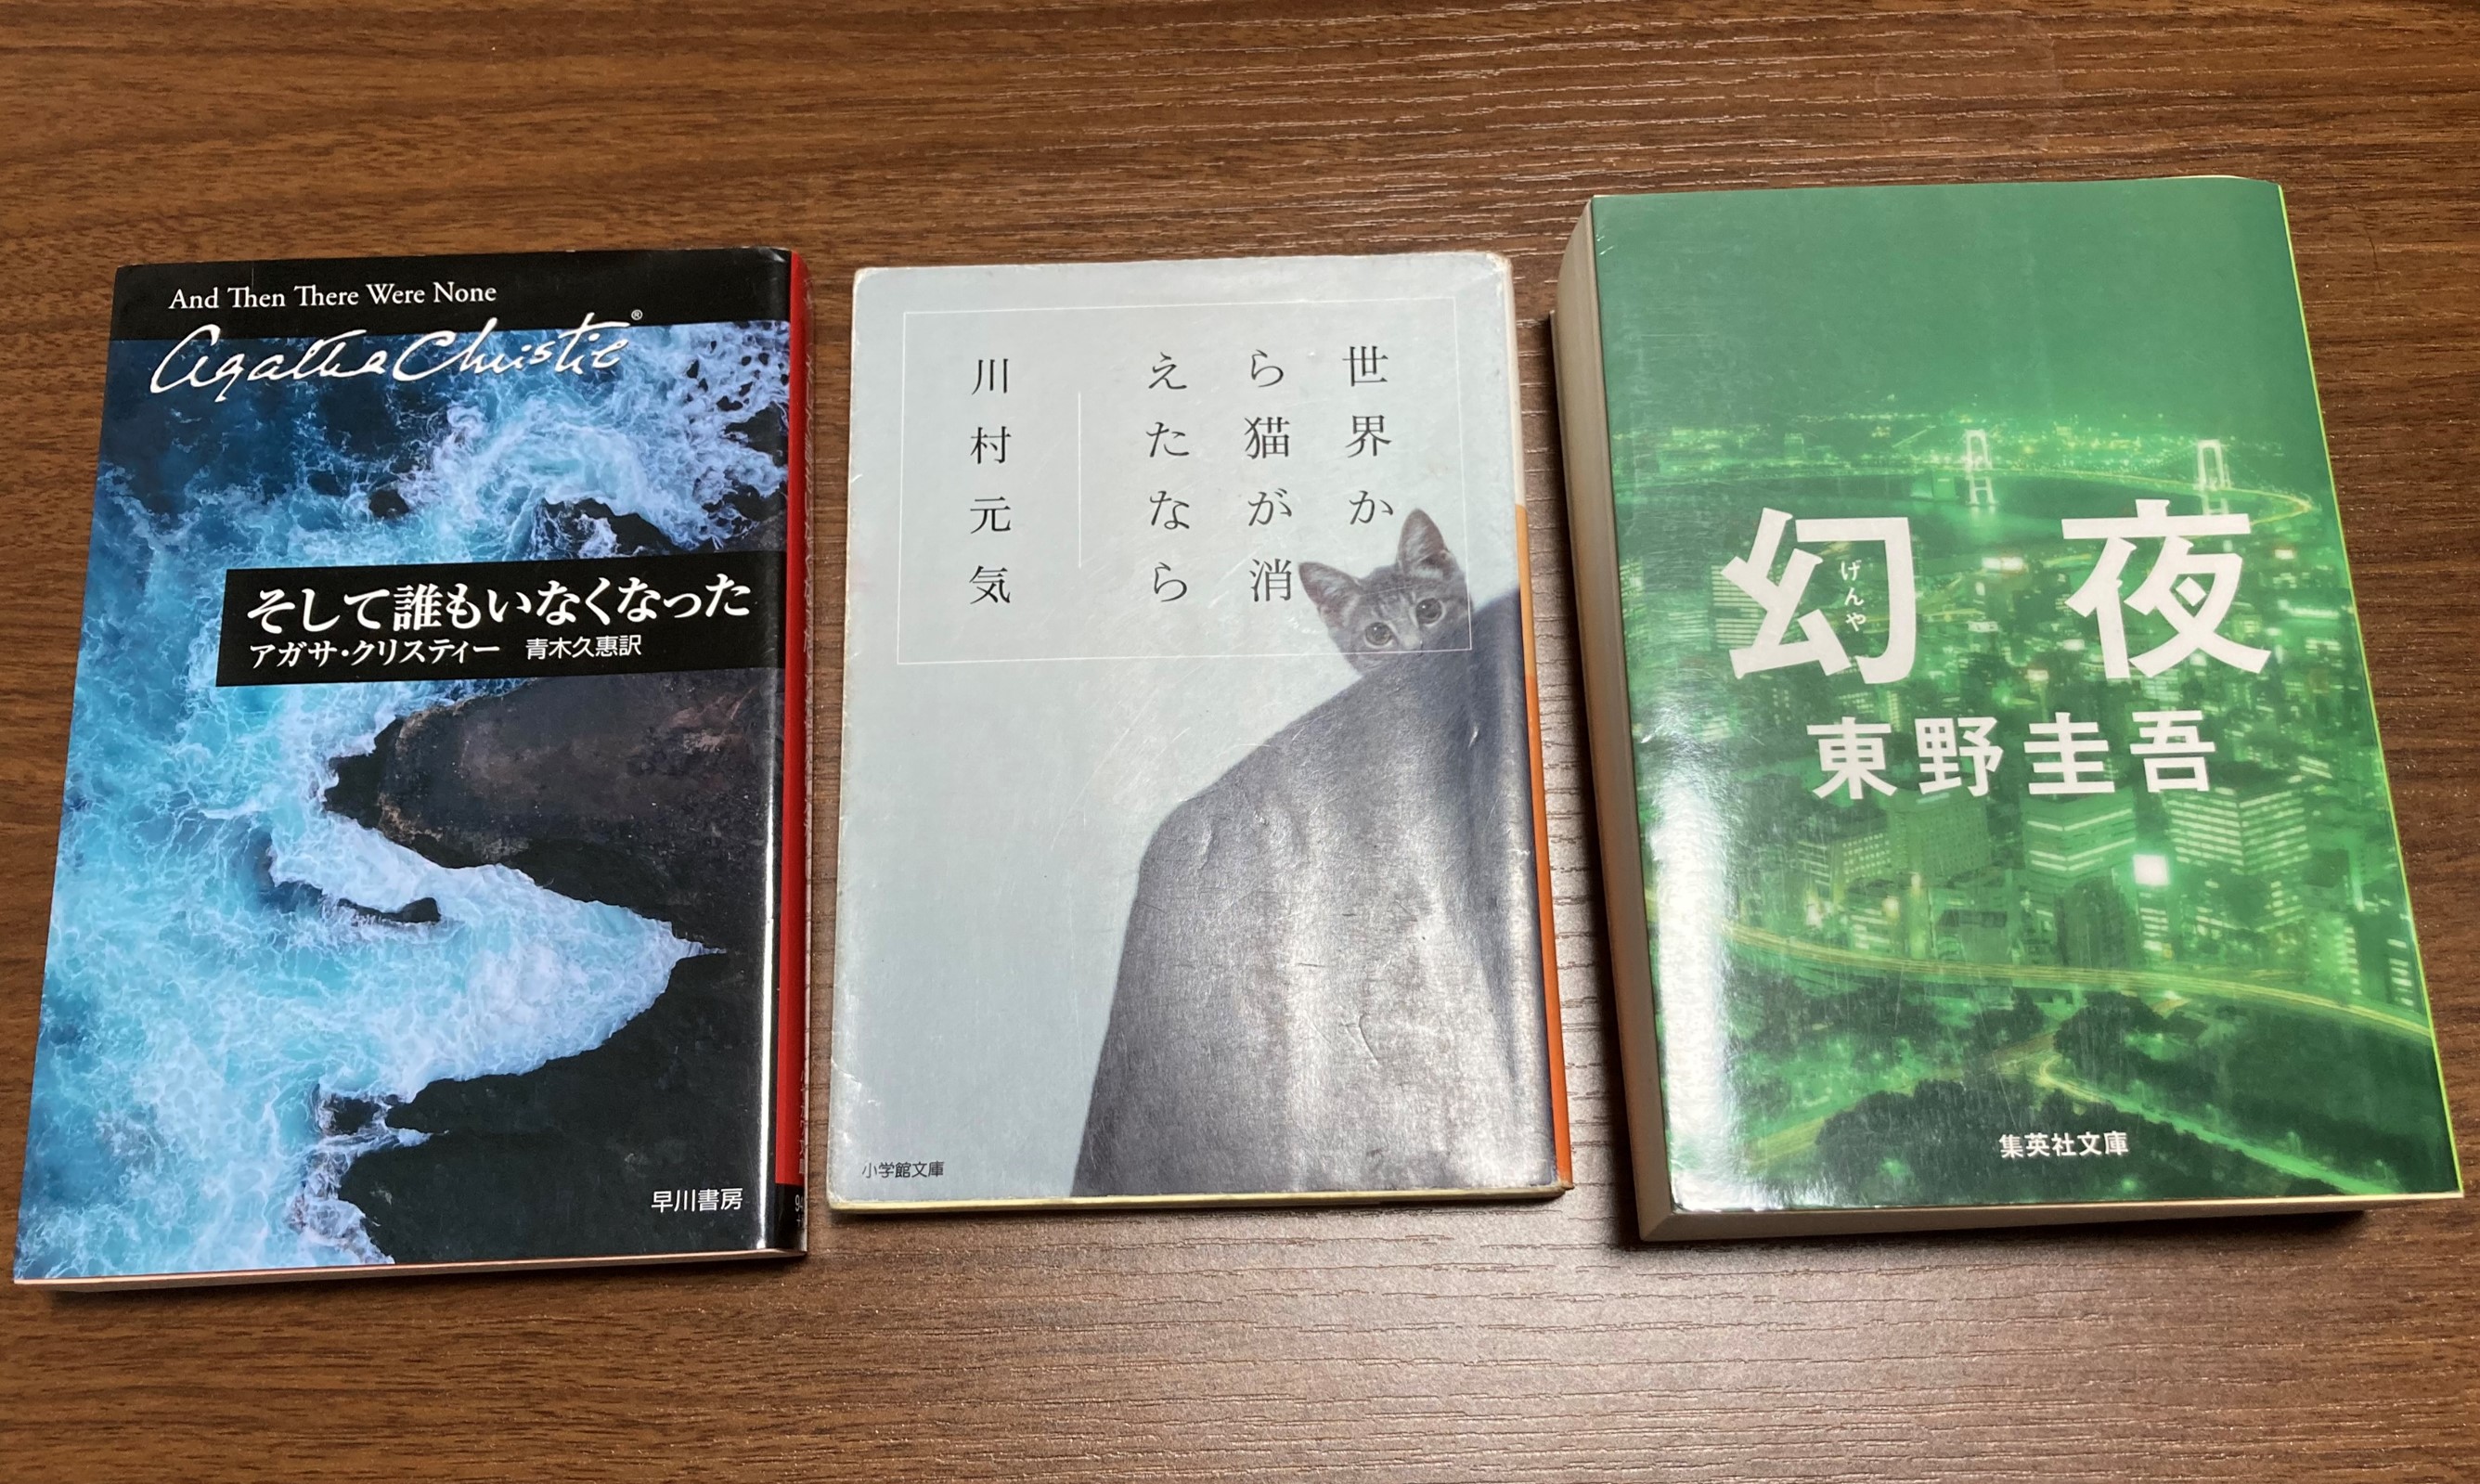 And Then There Were None
Agatha Christie®
そして誰もいなくなった
アガサ・クリスティー 青木久惠訳
早川書房
世界か
ら猫が消
えたなら
川村元気
小学館文庫
幻夜
げんや
東野圭吾
集英社文庫